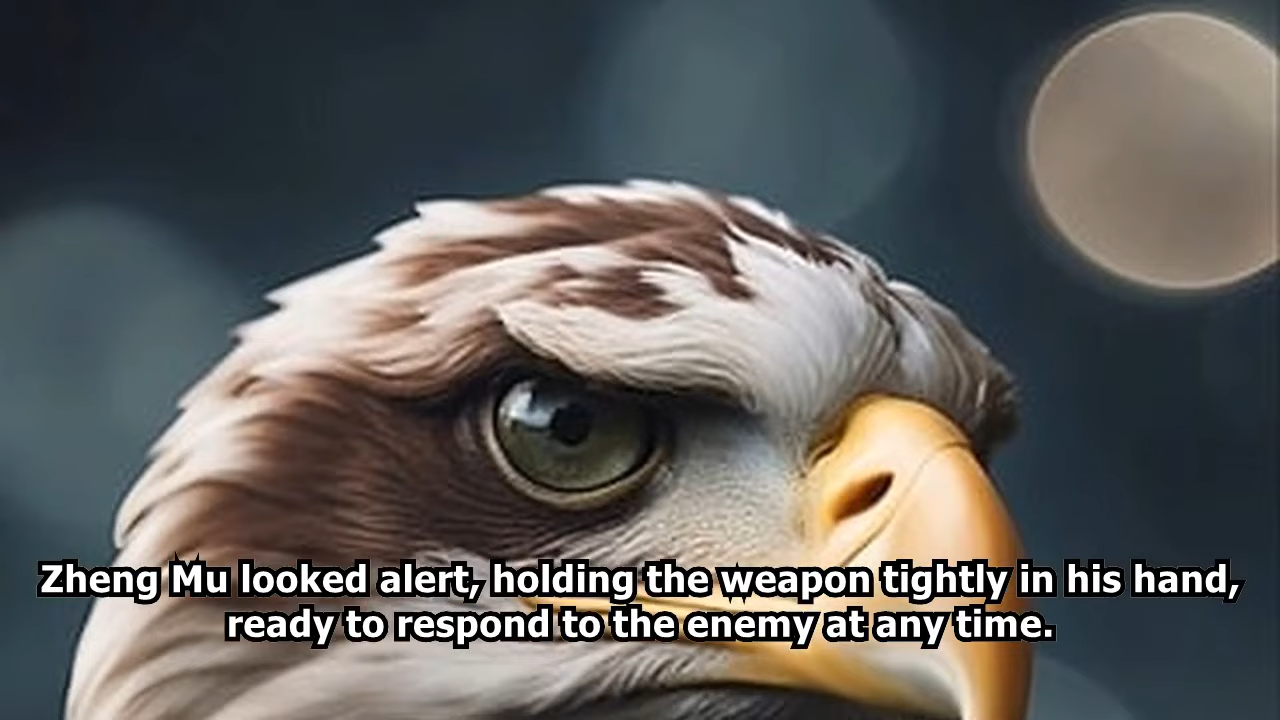 Zheng Mu looked alert, holding the weapon tightly in his hand,
ready to respond to the enemy at any time.